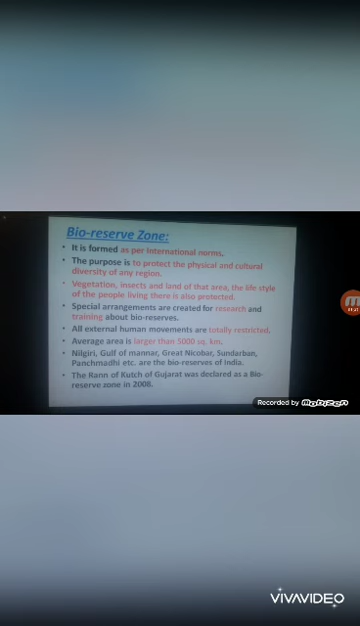 Bio-reserve Zone:
• It is formed as per international norms.
• The purpose is to protect the physical and cultural
diversity of any region.
• Vegetation, insects and land of that area, the life style
of the people living there is also protected.
• Special arrangements are created for research and
training about bio-reserves.
• All external human movements are totally restricted.
• Average area is larger than 5000 sq. km.
• Nilgiri, Gulf of mannar, Great Nicobar, Sundarban,
Panchmadhi etc. are the bio-reserves of India.
• The Rann of Kutch of Gujarat was declared as a Bio-
reserve zone in 2008.
Recorded by mobizen
VIVAVIDEO